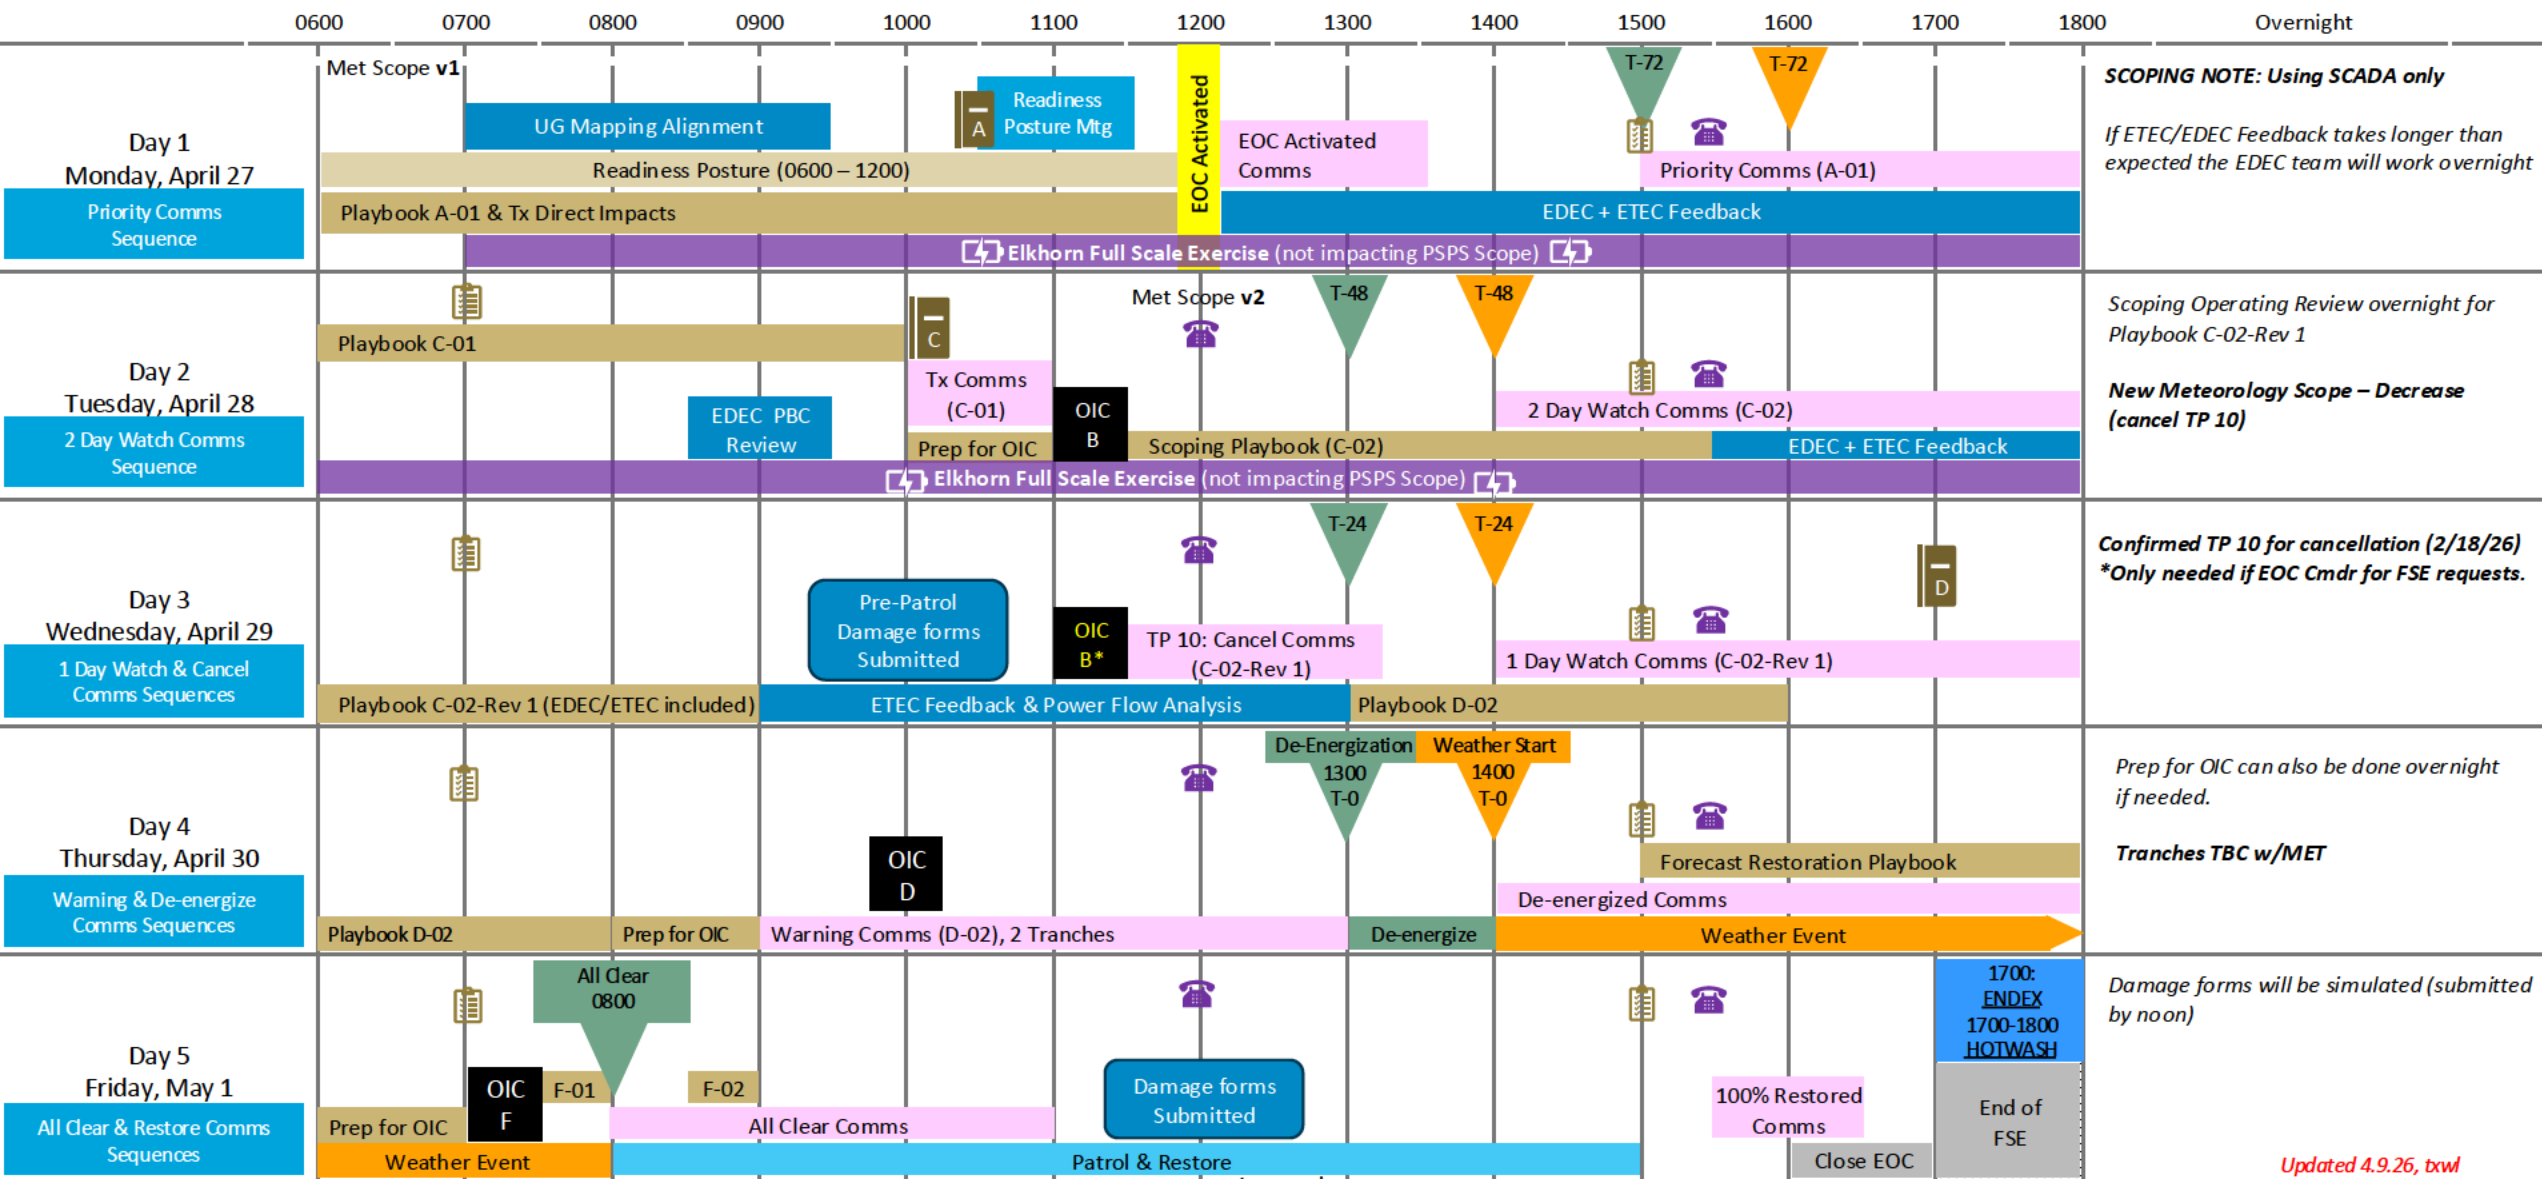 0600 0700 0800 0900 1000 1100 1200 1300 1400 1500 1600 1700 1800 Overnight
Day 1
Monday, April 27
Priority Comms
Sequence
Met Scope v1
UG Mapping Alignment
A
Readiness
Posture Mtg
Readiness Posture (0600 – 1200)
Playbook A-01 & Tx Direct Impacts
EOC Activated
EOC Activated
Comms
T-72
T-72
Priority Comms (A-01)
EDEC + ETEC Feedback
Elkhorn Full Scale Exercise (not impacting PSPS Scope)
SCOPING NOTE: Using SCADA only
If ETEC/EDEC Feedback takes longer than
expected the EDEC team will work overnight
Day 2
Tuesday, April 28
2 Day Watch Comms
Sequence
Playbook C-01
EDEC PBC
Review
C
Tx Comms
(C-01)
Prep for OIC
OIC
B
Met Scope v2
T-48
T-48
2 Day Watch Comms (C-02)
Scoping Playbook (C-02)
EDEC + ETEC Feedback
Elkhorn Full Scale Exercise (not impacting PSPS Scope)
Scoping Operating Review overnight for
Playbook C-02-Rev 1
New Meteorology Scope – Decrease
(cancel TP 10)
Day 3
Wednesday, April 29
1 Day Watch & Cancel
Comms Sequences
Pre-Patrol
Damage forms
Submitted
OIC
B*
TP 10: Cancel Comms
(C-02-Rev 1)
T-24
T-24
D
1 Day Watch Comms (C-02-Rev 1)
Playbook C-02-Rev 1 (EDEC/ETEC included)
ETEC Feedback & Power Flow Analysis
Playbook D-02
Confirmed TP 10 for cancellation (2/18/26)
*Only needed if EOC Cmdr for FSE requests.
Day 4
Thursday, April 30
Warning & De-energize
Comms Sequences
OIC
D
De-Energization
1300
T-0
Weather Start
1400
T-0
Forecast Restoration Playbook
De-energized Comms
Playbook D-02
Prep for OIC
Warning Comms (D-02), 2 Tranches
De-energize
Weather Event
Prep for OIC can also be done overnight
if needed.
Tranches TBC w/MET
Day 5
Friday, May 1
All Clear & Restore Comms
Sequences
All Clear
0800
OIC
F
F-01
F-02
Prep for OIC
All Clear Comms
Damage forms
Submitted
Weather Event
Patrol & Restore
100% Restored
Comms
Close EOC
1700:
ENDEX
1700-1800
HOTWASH
End of
FSE
Damage forms will be simulated (submitted
by noon)
Updated 4.9.26, txwl